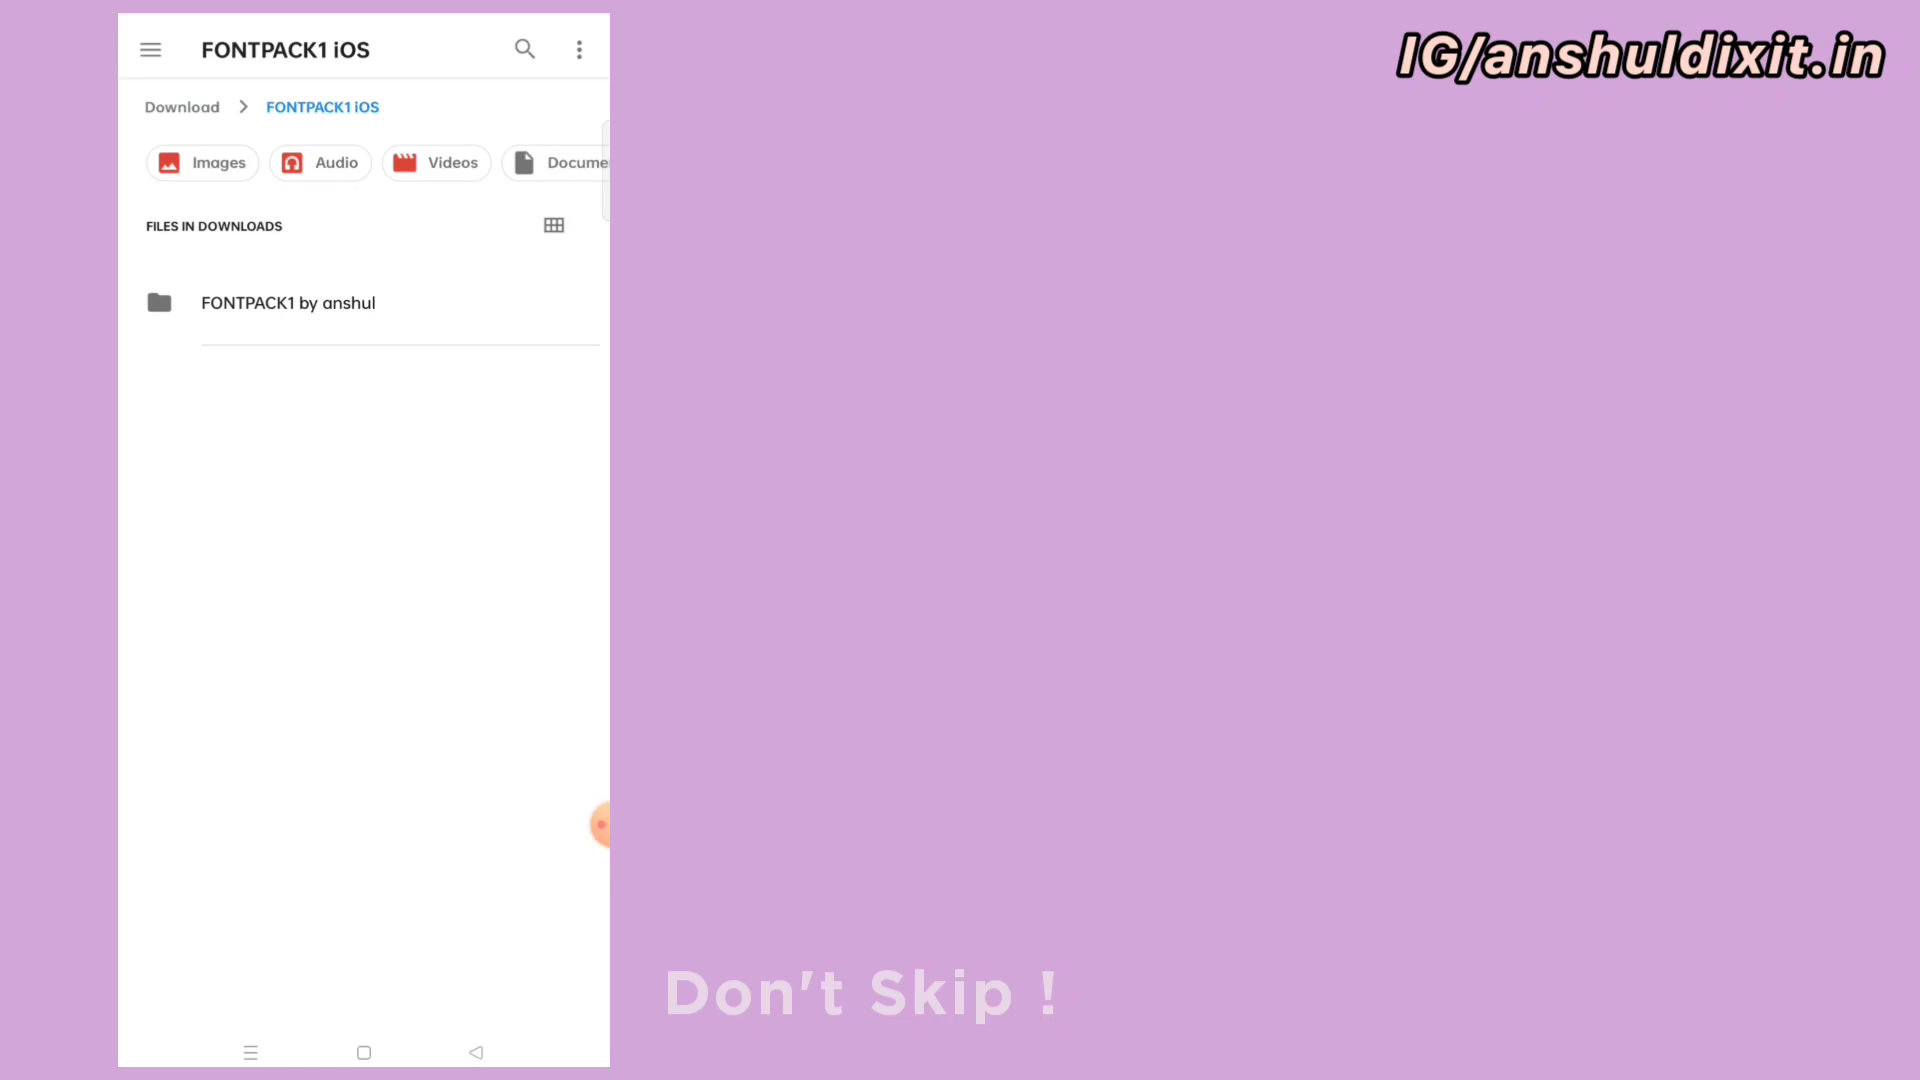 FONTPACK1 iOS
IG/anshuldixit.in
Download > FONTPACK1 iOS
Images Audio Videos Docume
FILES IN DOWNLOADS
FONTPACK1 by anshul
Don't Skip !